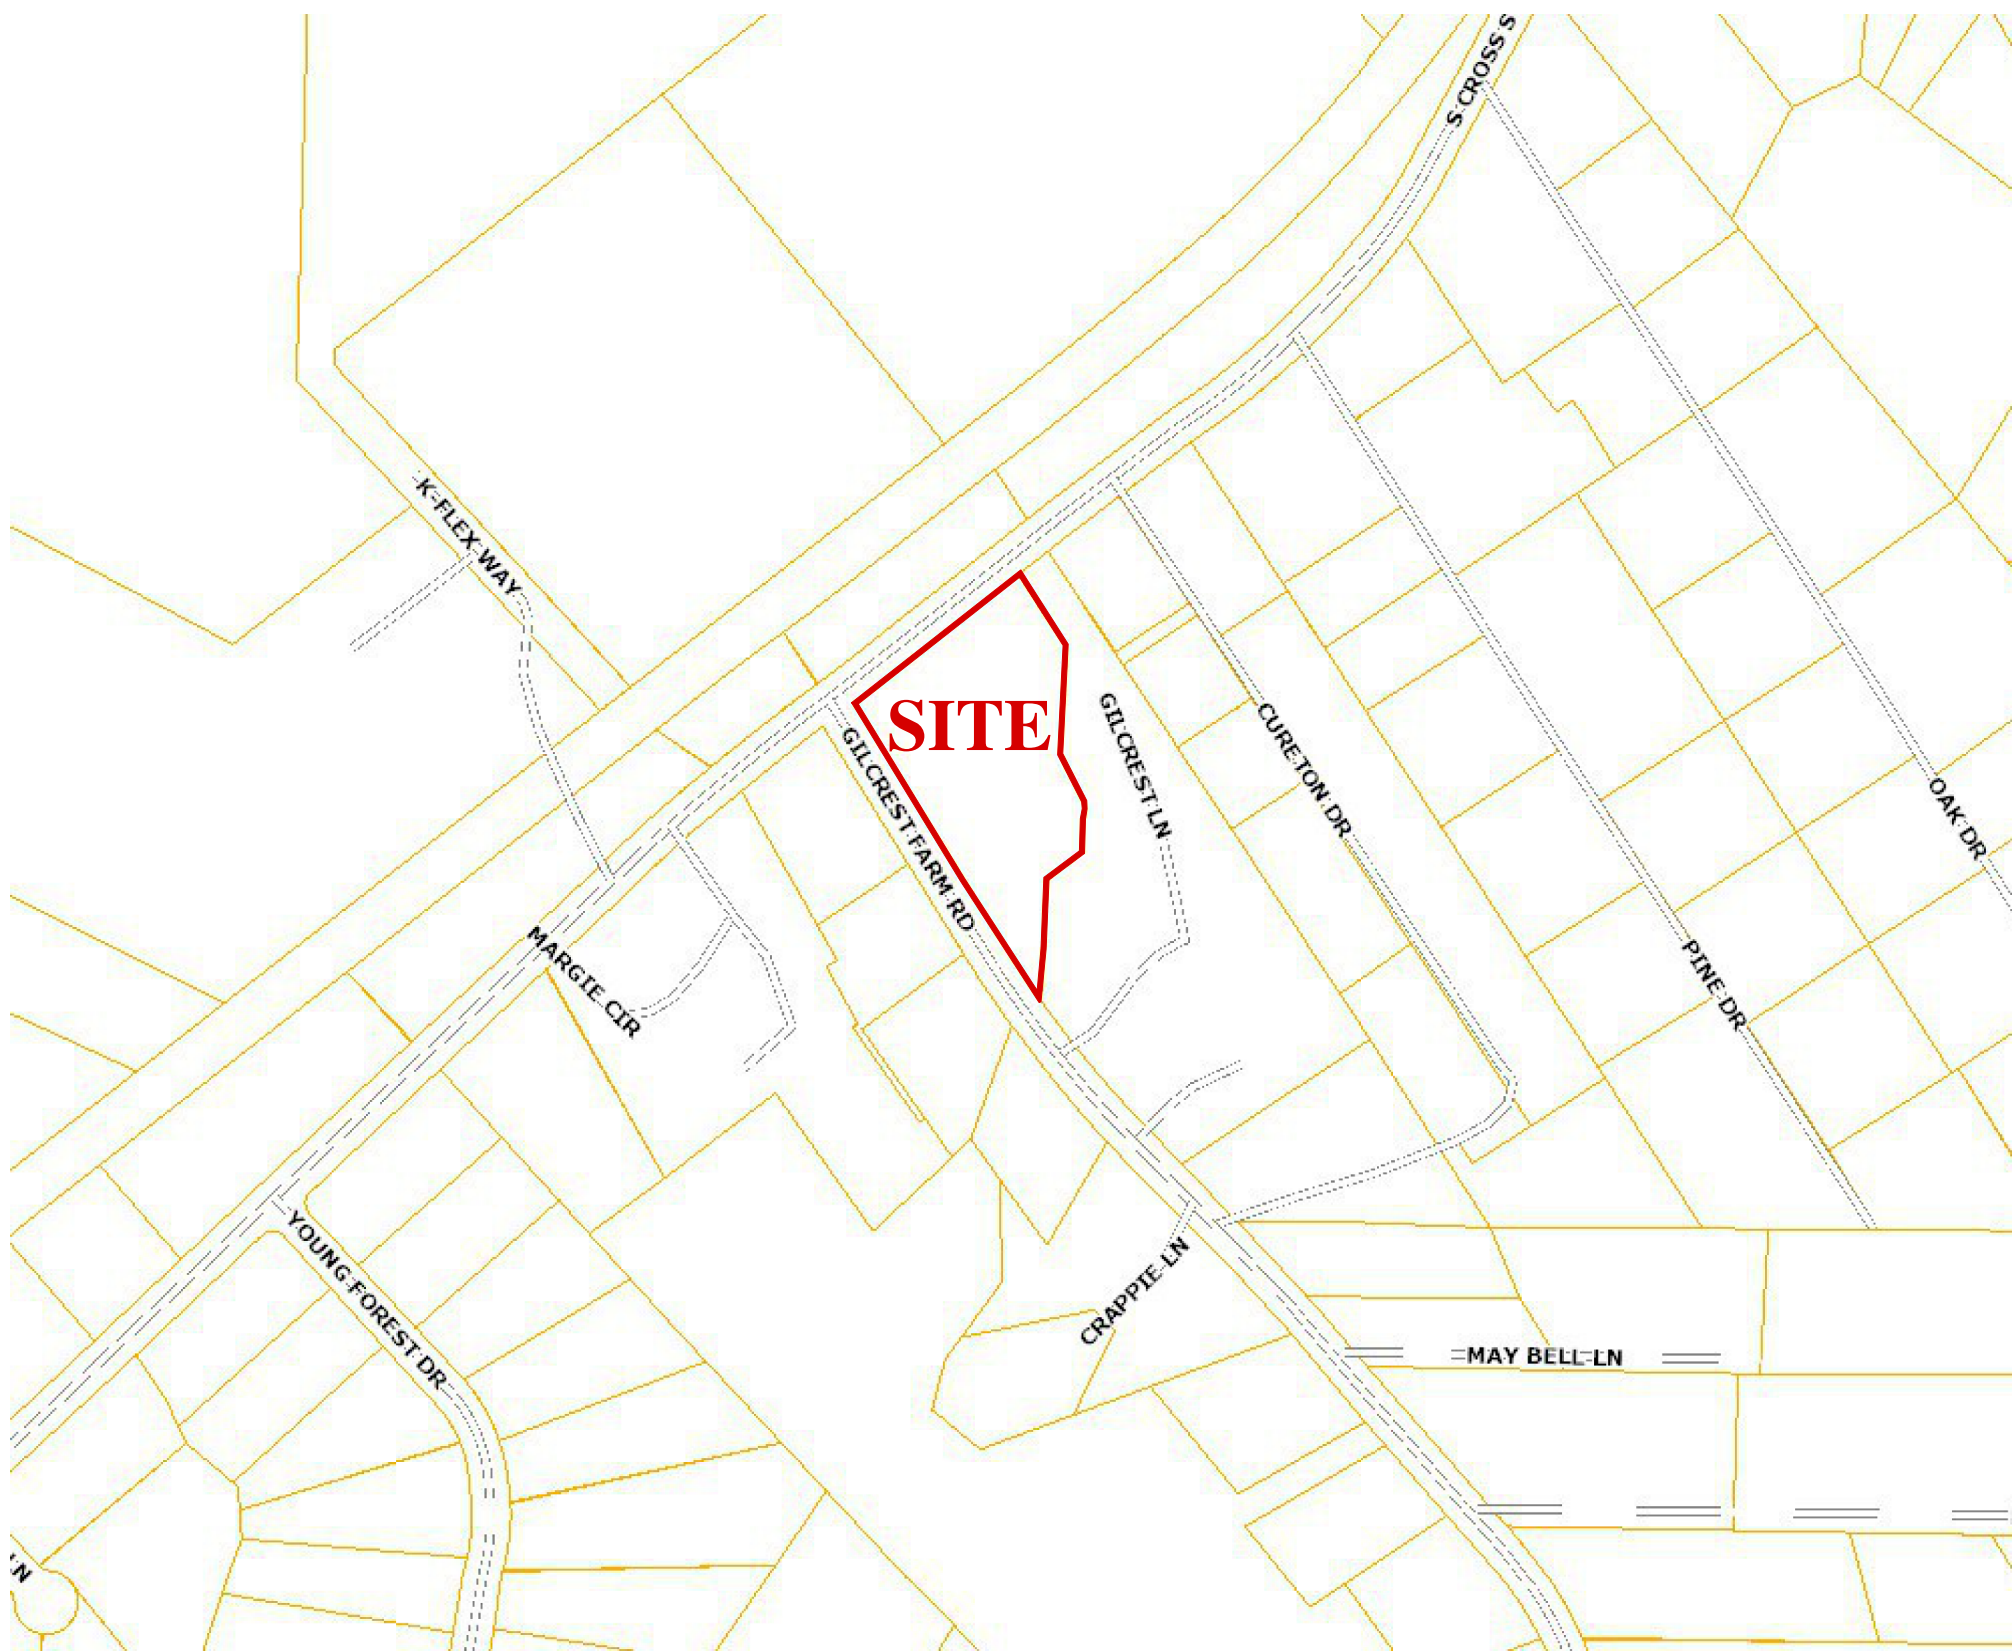 S CROSS S
K-FLEX WAY
SITE
GILCREST LN
CURETON DR
GILCREST FARM RD
OAK DR
MARGIE CIR
PINE DR
YOUNG FOREST DR
CRAPPIE LN
MAY BELL LN
LN